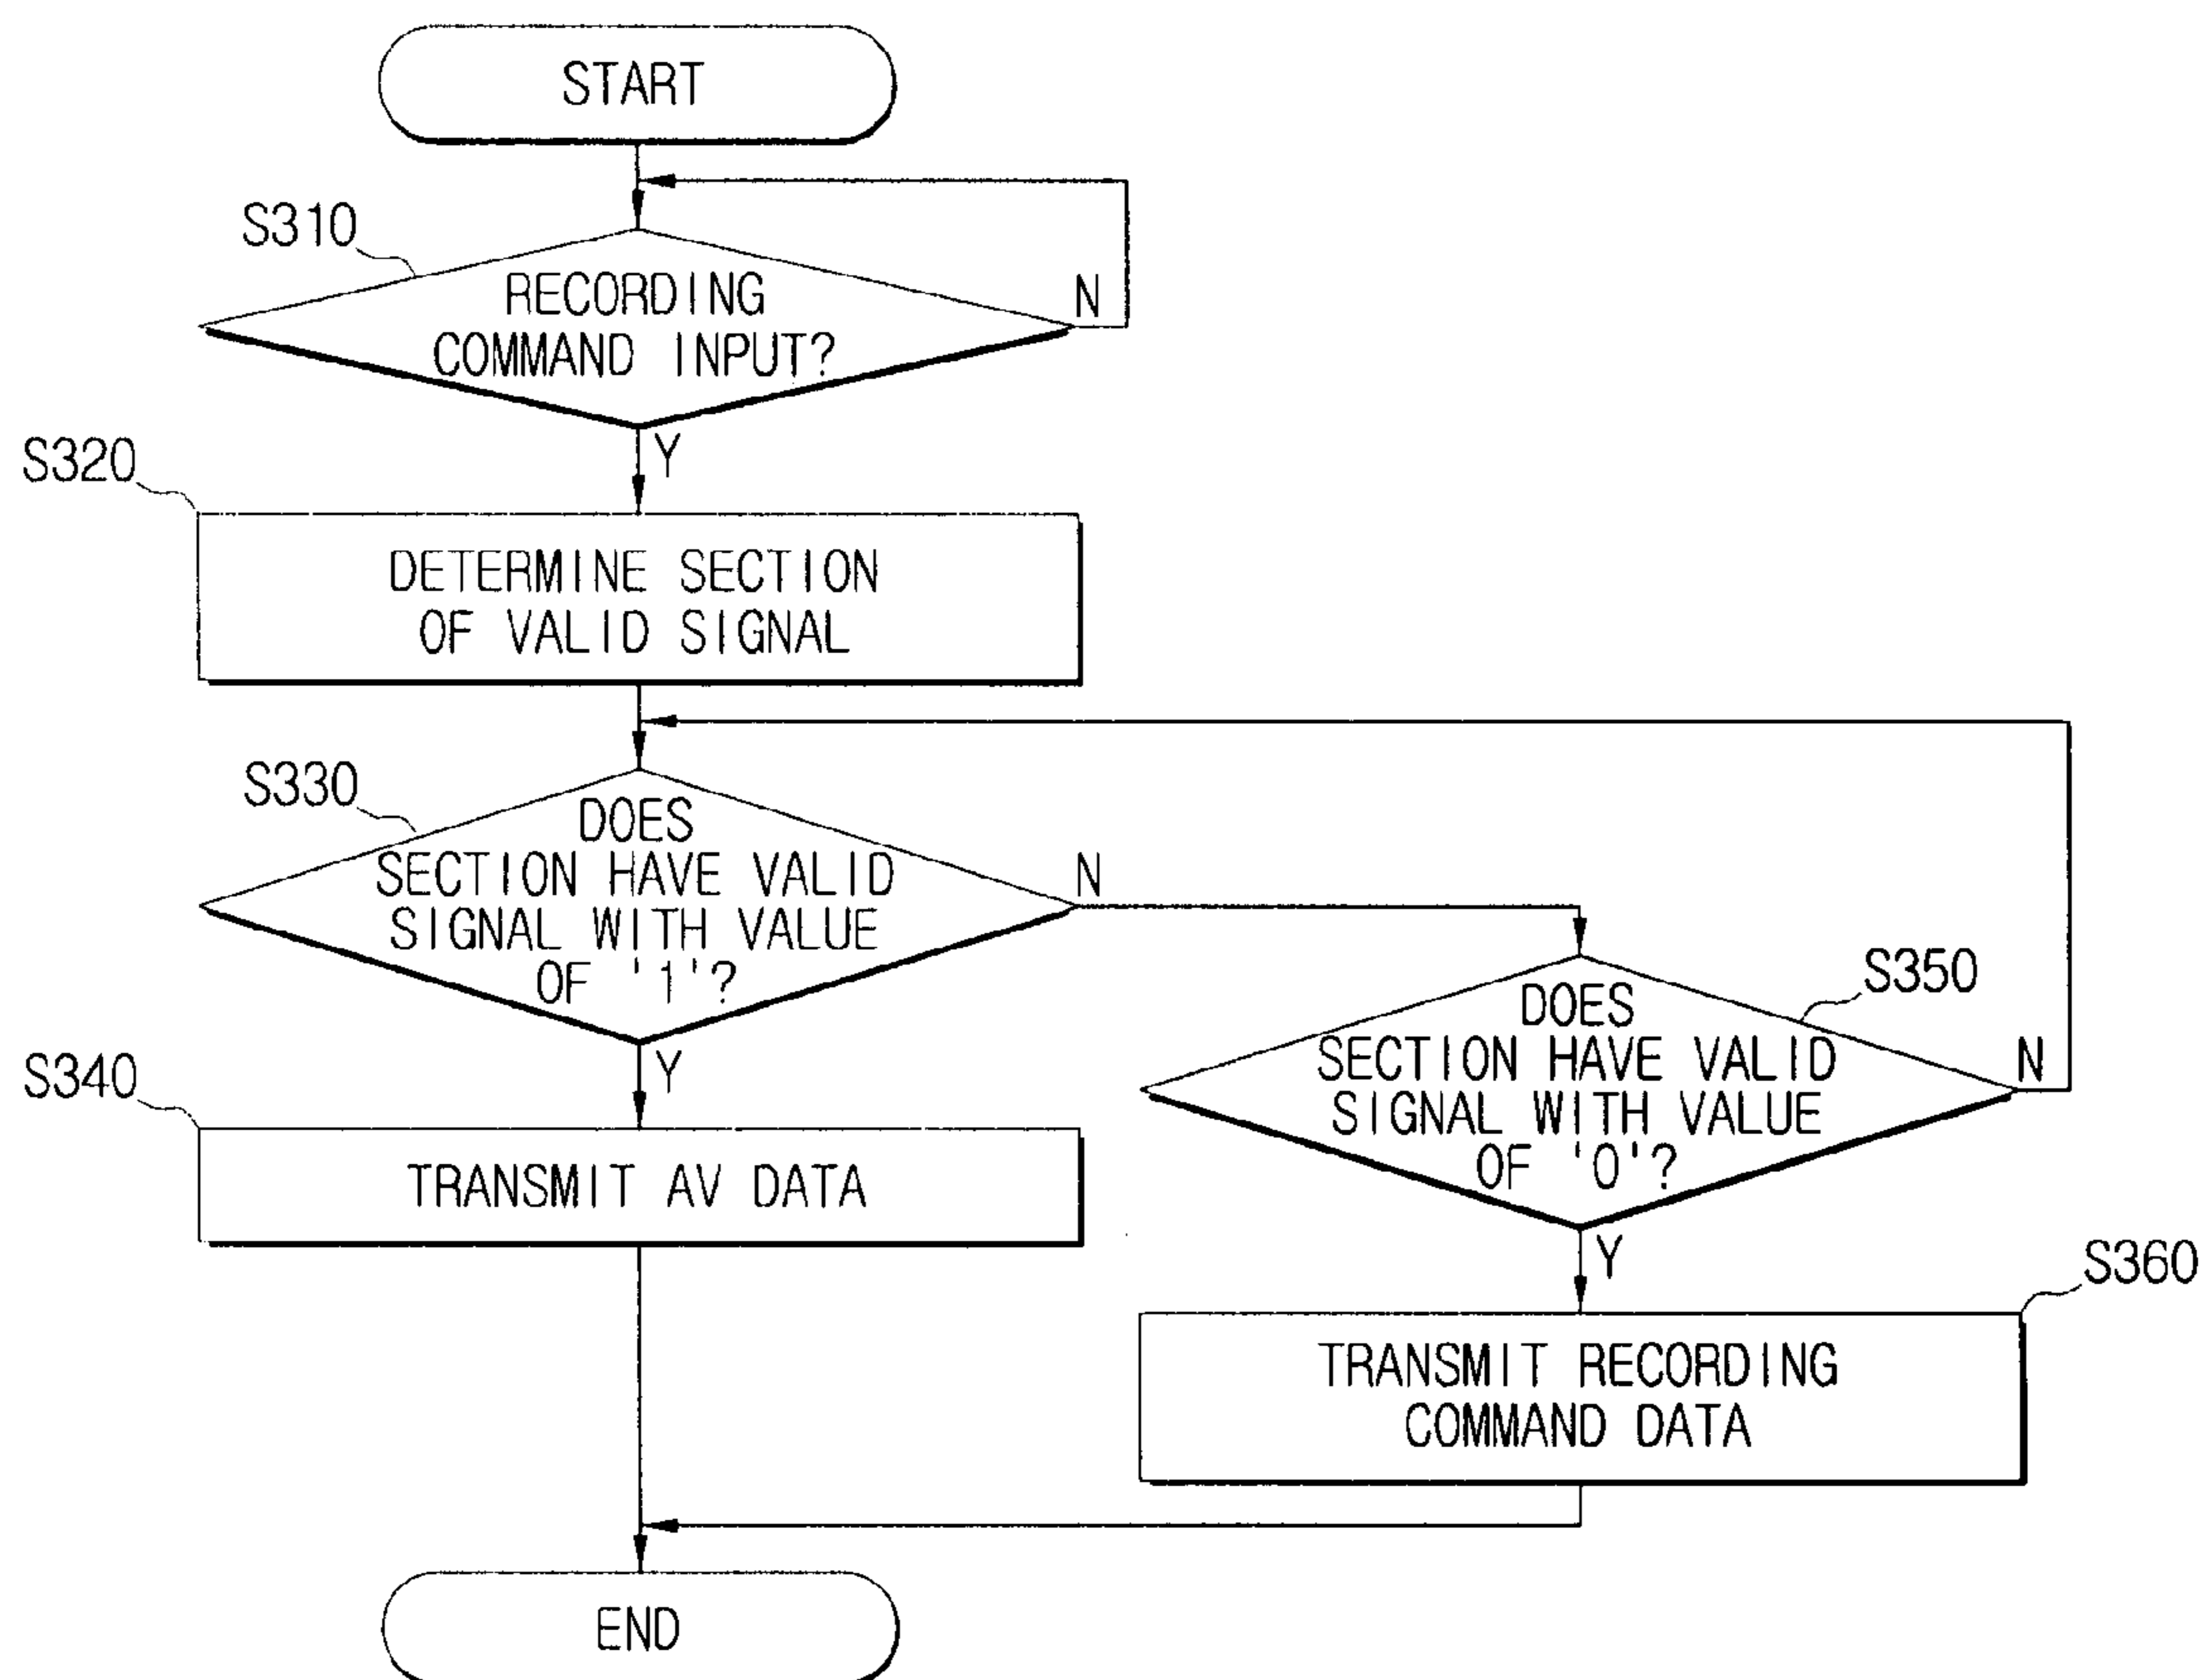 START
S310
RECORDING
COMMAND INPUT?
N
Y
S320
DETERMINE SECTION
OF VALID SIGNAL
S330
DOES
SECTION HAVE VALID
SIGNAL WITH VALUE
OF '1'?
N
Y
S340
TRANSMIT AV DATA
S350
DOES
SECTION HAVE VALID
SIGNAL WITH VALUE
OF '0'?
N
Y
S360
TRANSMIT RECORDING
COMMAND DATA
END